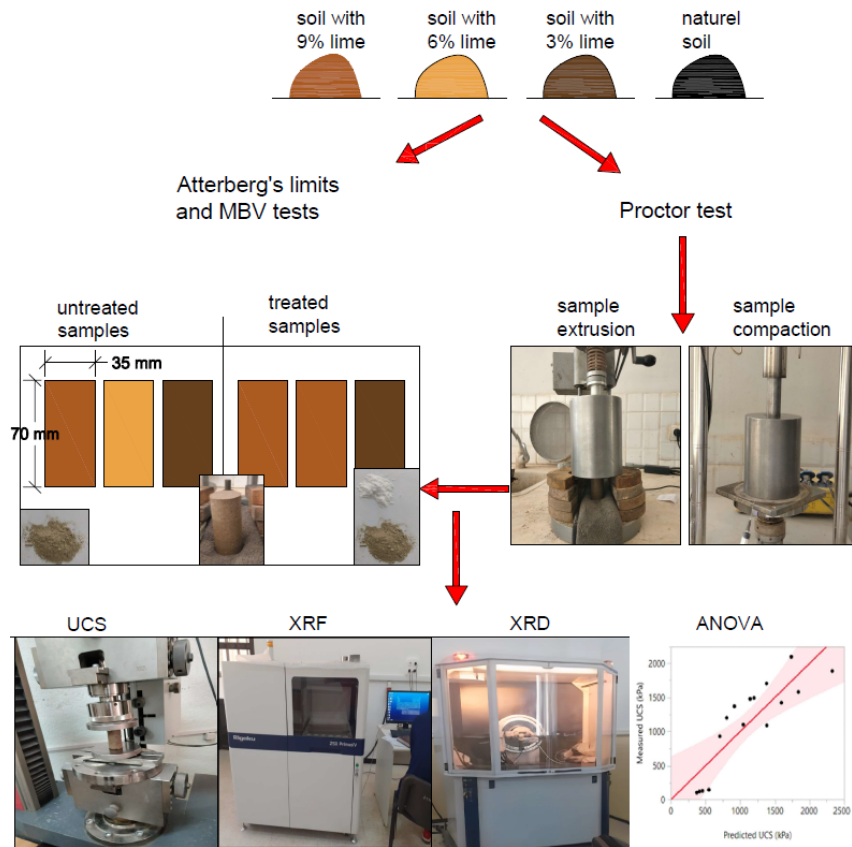 soil with
9% lime
soil with
6% lime
soil with
3% lime
naturel
soil
Atterberg's limits
and MBV tests
Proctor test
untreated
samples
treated
samples
sample
extrusion
sample
compaction
35 mm
70 mm
UCS
XRF
XRD
ANOVA
Rigaku
Measured UCS (kPa)
2000
1500
1000
500
0
0
500
1000
1500
2000
2500
Predicted UCS (kPa)